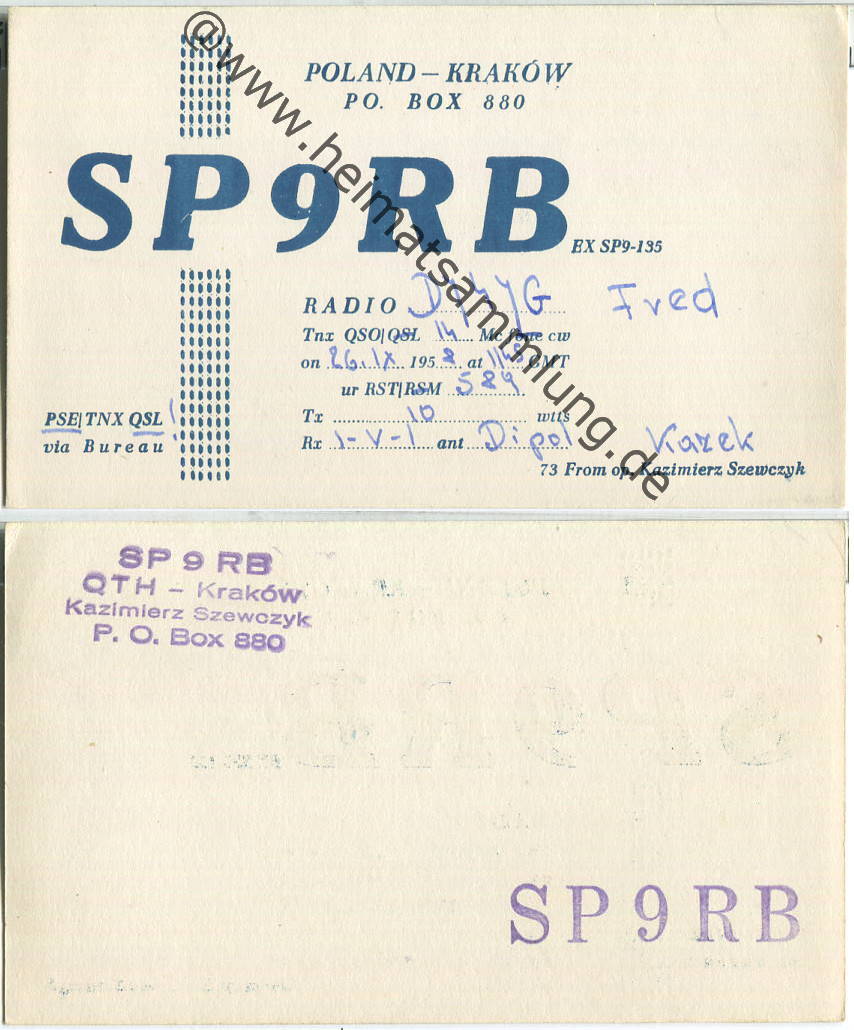 POLAND – KRAKÓW
PO. BOX 880
SP9RB
EX SP9-135
RADIO Fred
Tnx QSO|QSL 14 Mc fone cw
on 26.IX 1958 at GMT
ur RST|RSM 589
Tx 10 wtts
Rx 1-V-1 ant Dipol Karek
PSE|TNX QSL!
via Bureau
73 From op. Kazimierz Szewczyk
@www.heimatsammlung.de
SP 9 RB
QTH – Kraków
Kazimierz Szewczyk
P. O. Box 880
SP9RB